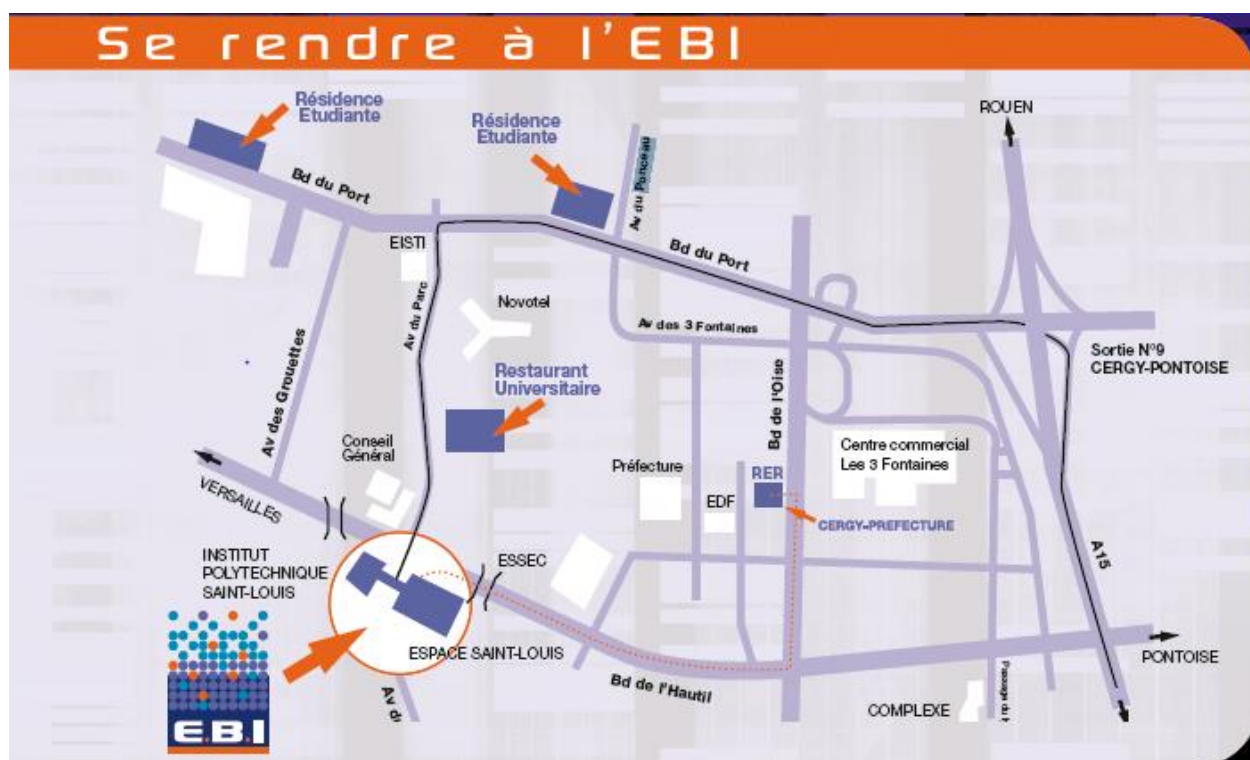 Se rendre à l'EBI
Résidence
Etudiante
Résidence
Etudiante
ROUEN
Bd du Port
Av du Ponceau
EISTI
Bd du Port
Av du Parc
Novotel
Av des 3 Fontaines
Sortie N°9
CERGY-PONTOISE
Av des Grouettes
Restaurant
Universitaire
Bd de l'Oise
Conseil
Général
Centre commercial
Les 3 Fontaines
Préfecture
RER
VERSAILLES
EDF
CERGY-PREFECTURE
INSTITUT
POLYTECHNIQUE
SAINT-LOUIS
ESSEC
A15
ESPACE SAINT-LOUIS
PONTOISE
Bd de l'Hautil
Av
Passage du
COMPLEXE
E.B.I